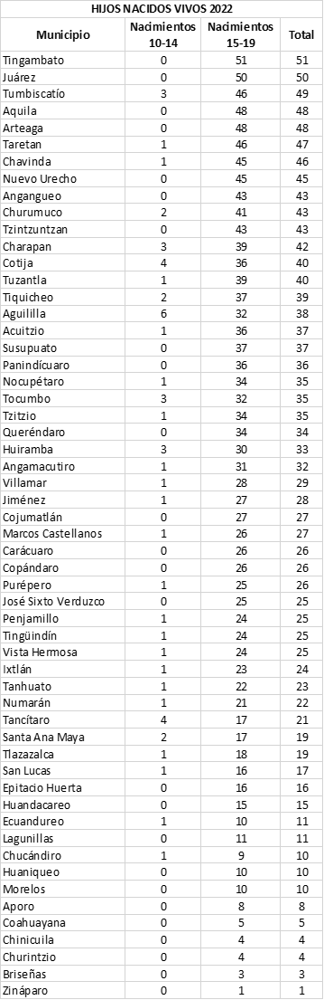 HIJOS NACIDOS VIVOS 2022
Municipio Nacimientos 10-14 Nacimientos 15-19 Total
Tingambato 0 51 51
Juárez 0 50 50
Tumbiscatío 3 46 49
Aquila 0 48 48
Arteaga 0 48 48
Taretan 1 46 47
Chavinda 1 45 46
Nuevo Urecho 0 45 45
Angangueo 0 43 43
Churumuco 2 41 43
Tzintzuntzan 0 43 43
Charapan 3 39 42
Cotija 4 36 40
Tuzantla 1 39 40
Tiquicheo 2 37 39
Aguililla 6 32 38
Acuitzio 1 36 37
Susupuato 0 37 37
Panindícuaro 0 36 36
Nocupétaro 1 34 35
Tocumbo 3 32 35
Tzitzio 1 34 35
Queréndaro 0 34 34
Huiramba 3 30 33
Angamacutiro 1 31 32
Villamar 1 28 29
Jiménez 1 27 28
Cojumatlán 0 27 27
Marcos Castellanos 1 26 27
Carácuaro 0 26 26
Copándaro 0 26 26
Purépero 1 25 26
José Sixto Verduzco 0 25 25
Penjamillo 1 24 25
Tingüindín 1 24 25
Vista Hermosa 1 24 25
Ixtlán 1 23 24
Tanhuato 1 22 23
Numarán 1 21 22
Tancítaro 4 17 21
Santa Ana Maya 2 17 19
Tlazazalca 1 18 19
San Lucas 1 16 17
Epitacio Huerta 0 16 16
Huandacareo 0 15 15
Ecuandureo 1 10 11
Lagunillas 0 11 11
Chucándiro 1 9 10
Huaniqueo 0 10 10
Morelos 0 10 10
Aporo 0 8 8
Coahuayana 0 5 5
Chinicuila 0 4 4
Churintzio 0 4 4
Briseñas 0 3 3
Zináparo 0 1 1